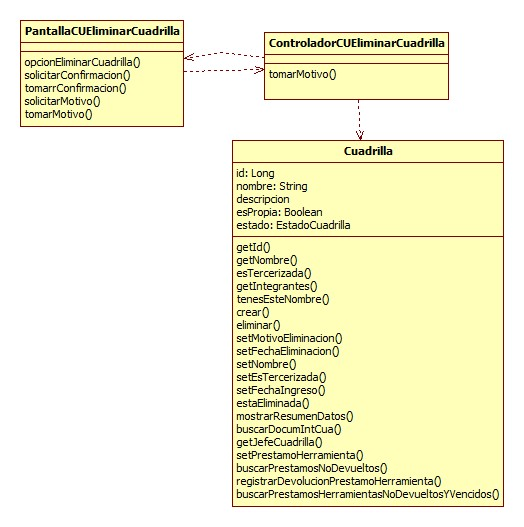 PantallaCUEliminarCuadrilla
opcionEliminarCuadrilla()
solicitarConfirmacion()
tomarrConfirmacion()
solicitarMotivo()
tomarMotivo()
ControladorCUEliminarCuadrilla
tomarMotivo()
Cuadrilla
id: Long
nombre: String
descripcion
esPropia: Boolean
estado: EstadoCuadrilla
getId()
getNombre()
esTercerizada()
getIntegrantes()
tenesEsteNombre()
crear()
eliminar()
setMotivoEliminacion()
setFechaEliminacion()
setNombre()
setEsTercerizada()
setFechaIngreso()
estaEliminada()
mostrarResumenDatos()
buscarDocumIntCua()
getJefeCuadrilla()
setPrestamoHerramienta()
buscarPrestamosNoDevueltos()
registrarDevolucionPrestamoHerramienta()
buscarPrestamosHerramientasNoDevueltosYVencidos()